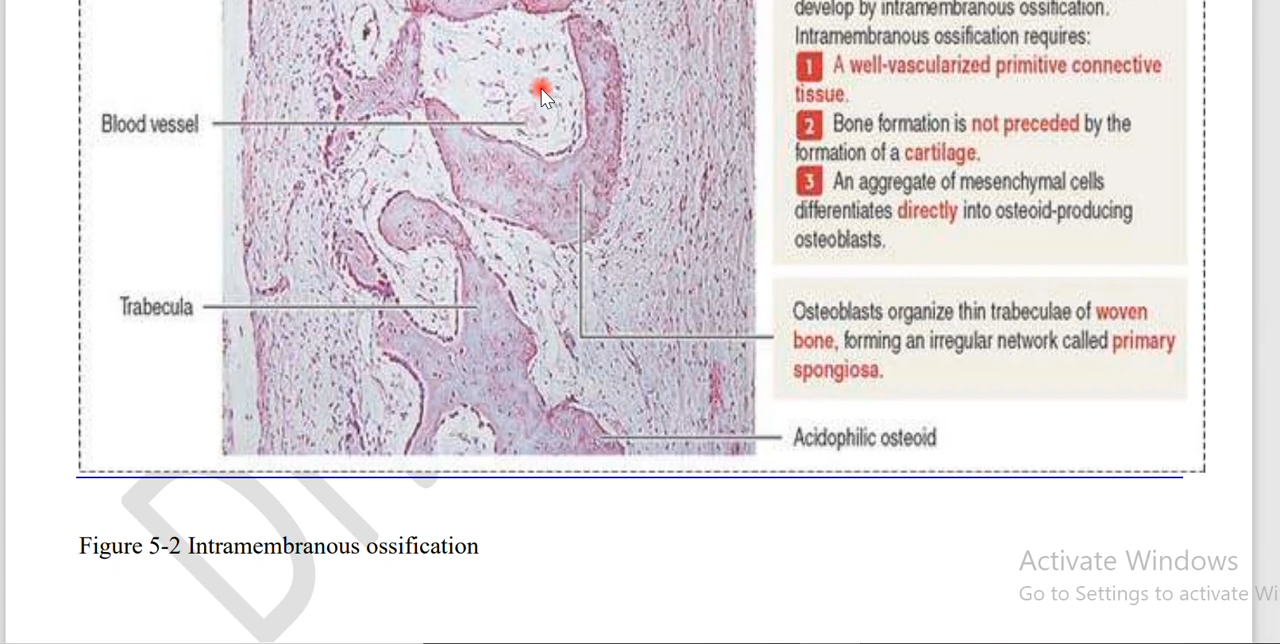 develop by intramembranous ossification.
Intramembranous ossification requires:
1 A well-vascularized primitive connective
tissue.
2 Bone formation is not preceded by the
formation of a cartilage.
3 An aggregate of mesenchymal cells
differentiates directly into osteoid-producing
osteoblasts.
Blood vessel
Trabecula
Osteoblasts organize thin trabeculae of woven
bone, forming an irregular network called primary
spongiosa.
Acidophilic osteoid
Figure 5-2 Intramembranous ossification
Activate Windows
Go to Settings to activate Wi